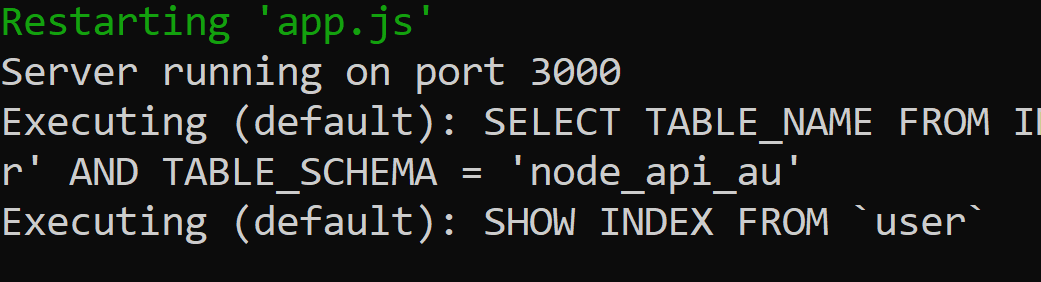 Restarting 'app.js'
Server running on port 3000
Executing (default): SELECT TABLE_NAME FROM
r' AND TABLE_SCHEMA = 'node_api_au'
Executing (default): SHOW INDEX FROM `user`